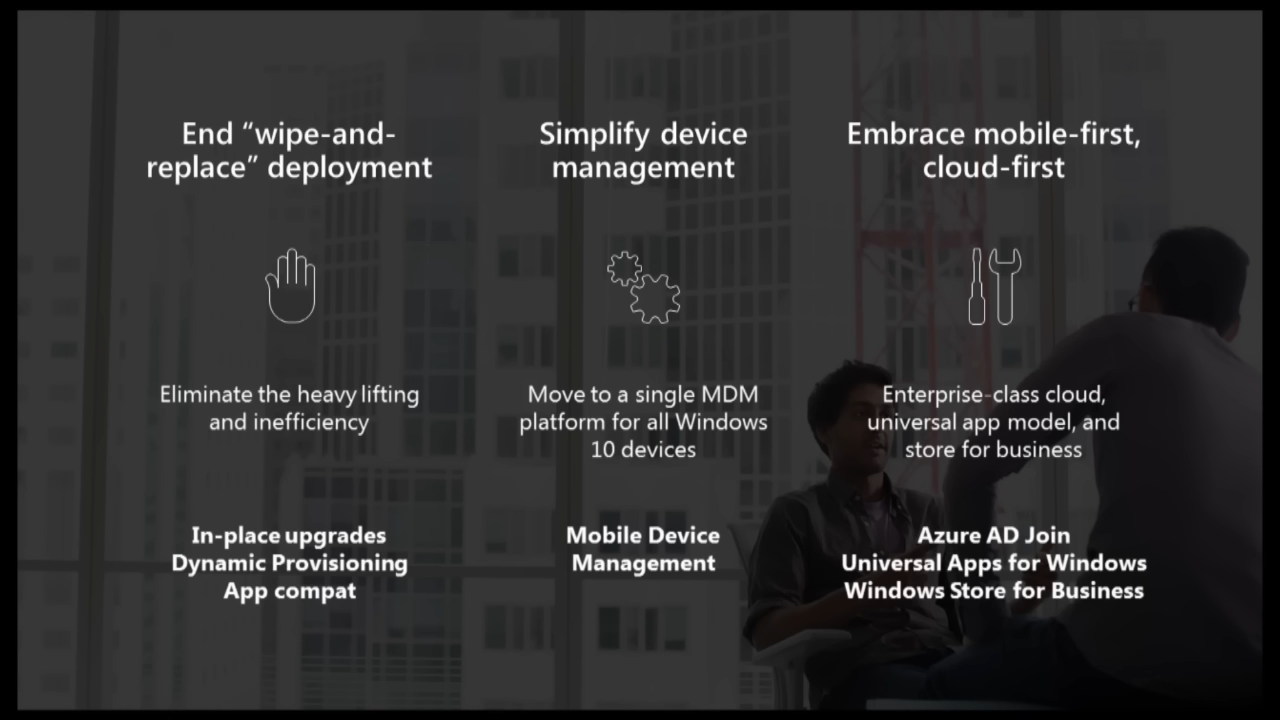 End “wipe-and-
replace” deployment
Eliminate the heavy lifting
and inefficiency
In-place upgrades
Dynamic Provisioning
App compat
Simplify device
management
Move to a single MDM
platform for all Windows
10 devices
Mobile Device
Management
Embrace mobile-first,
cloud-first
Enterprise-class cloud,
universal app model, and
store for business
Azure AD Join
Universal Apps for Windows
Windows Store for Business